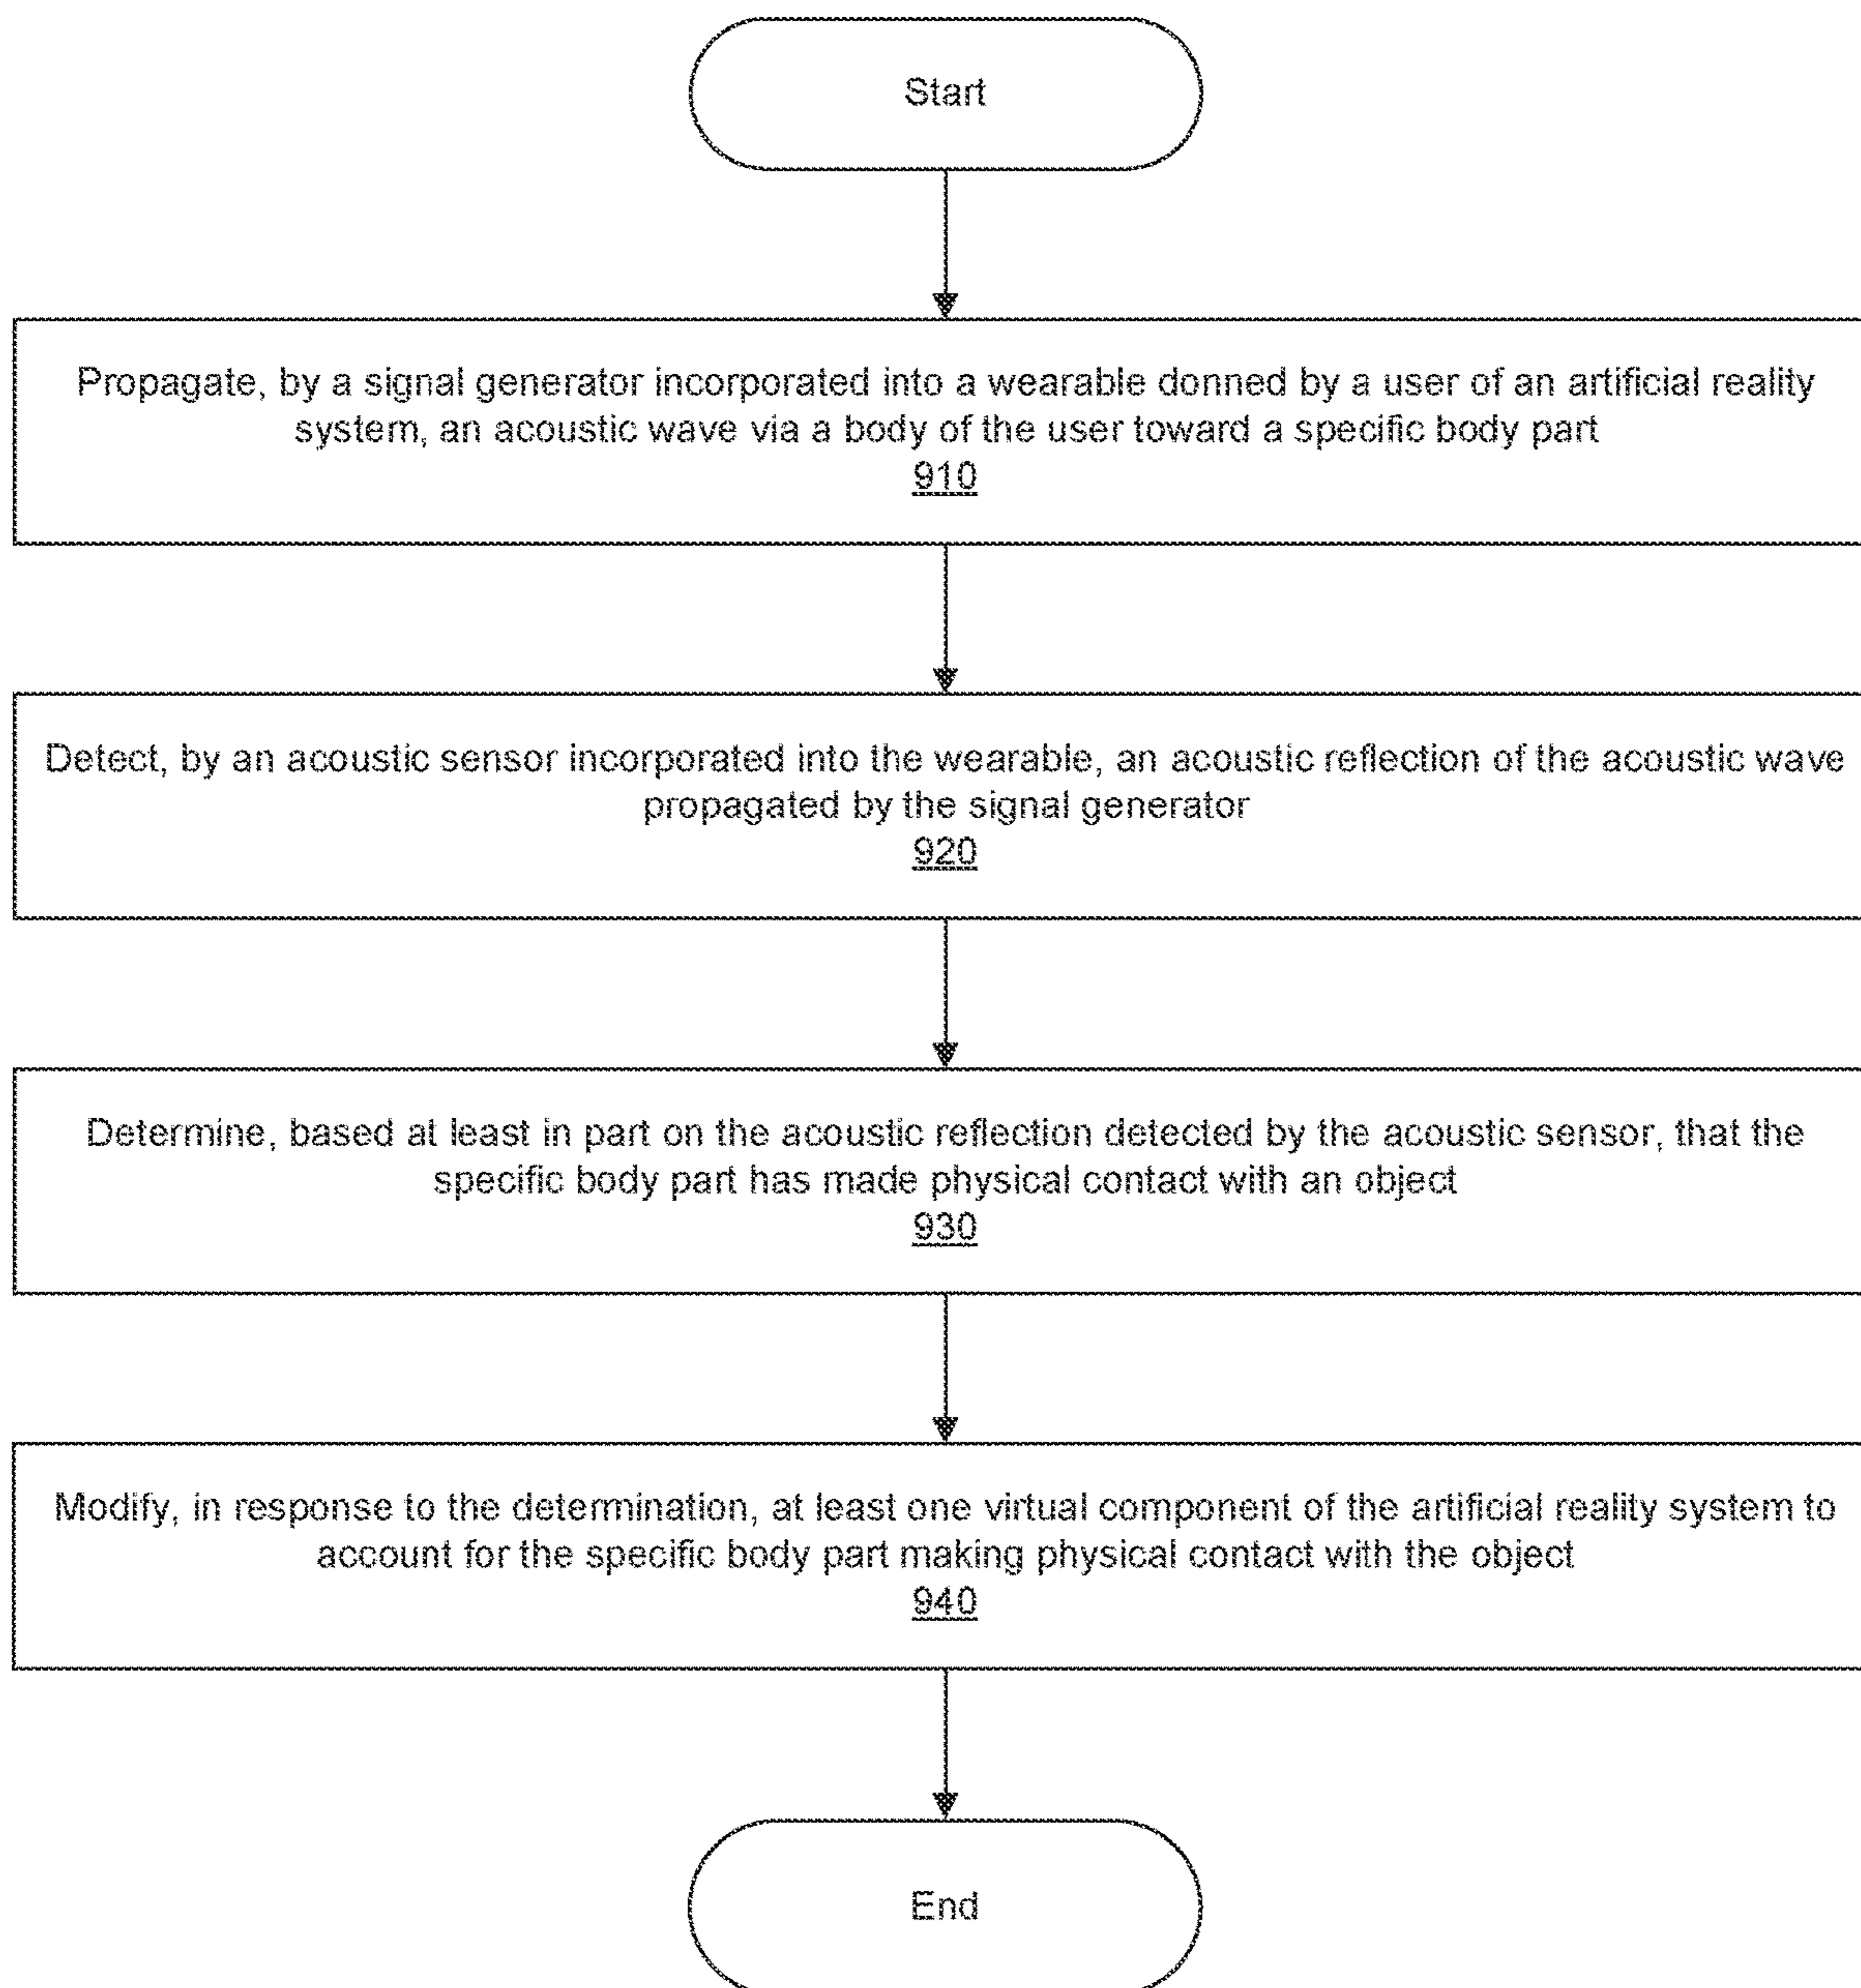 Start
Propagate, by a signal generator incorporated into a wearable donned by a user of an artificial reality
system, an acoustic wave via a body of the user toward a specific body part
910
Detect, by an acoustic sensor incorporated into the wearable, an acoustic reflection of the acoustic wave
propagated by the signal generator
920
Determine, based at least in part on the acoustic reflection detected by the acoustic sensor, that the
specific body part has made physical contact with an object
930
Modify, in response to the determination, at least one virtual component of the artificial reality system to
account for the specific body part making physical contact with the object
940
End